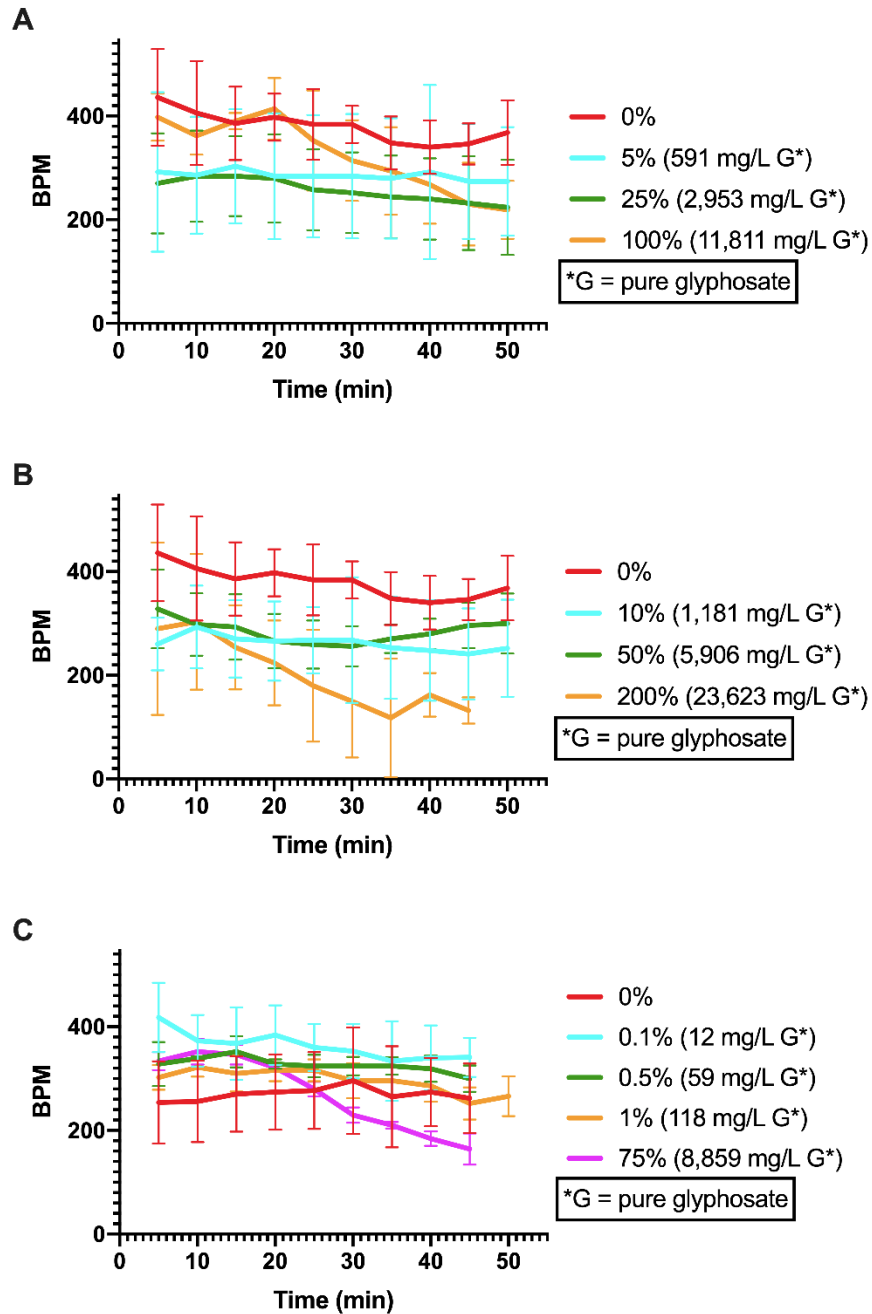 A
BPM
400
200
0
0 10 20 30 40 50
Time (min)
0%
5% (591 mg/L G*)
25% (2,953 mg/L G*)
100% (11,811 mg/L G*)
*G = pure glyphosate
B
BPM
400
200
0
0 10 20 30 40 50
Time (min)
0%
10% (1,181 mg/L G*)
50% (5,906 mg/L G*)
200% (23,623 mg/L G*)
*G = pure glyphosate
C
BPM
400
200
0
0 10 20 30 40 50
Time (min)
0%
0.1% (12 mg/L G*)
0.5% (59 mg/L G*)
1% (118 mg/L G*)
75% (8,859 mg/L G*)
*G = pure glyphosate